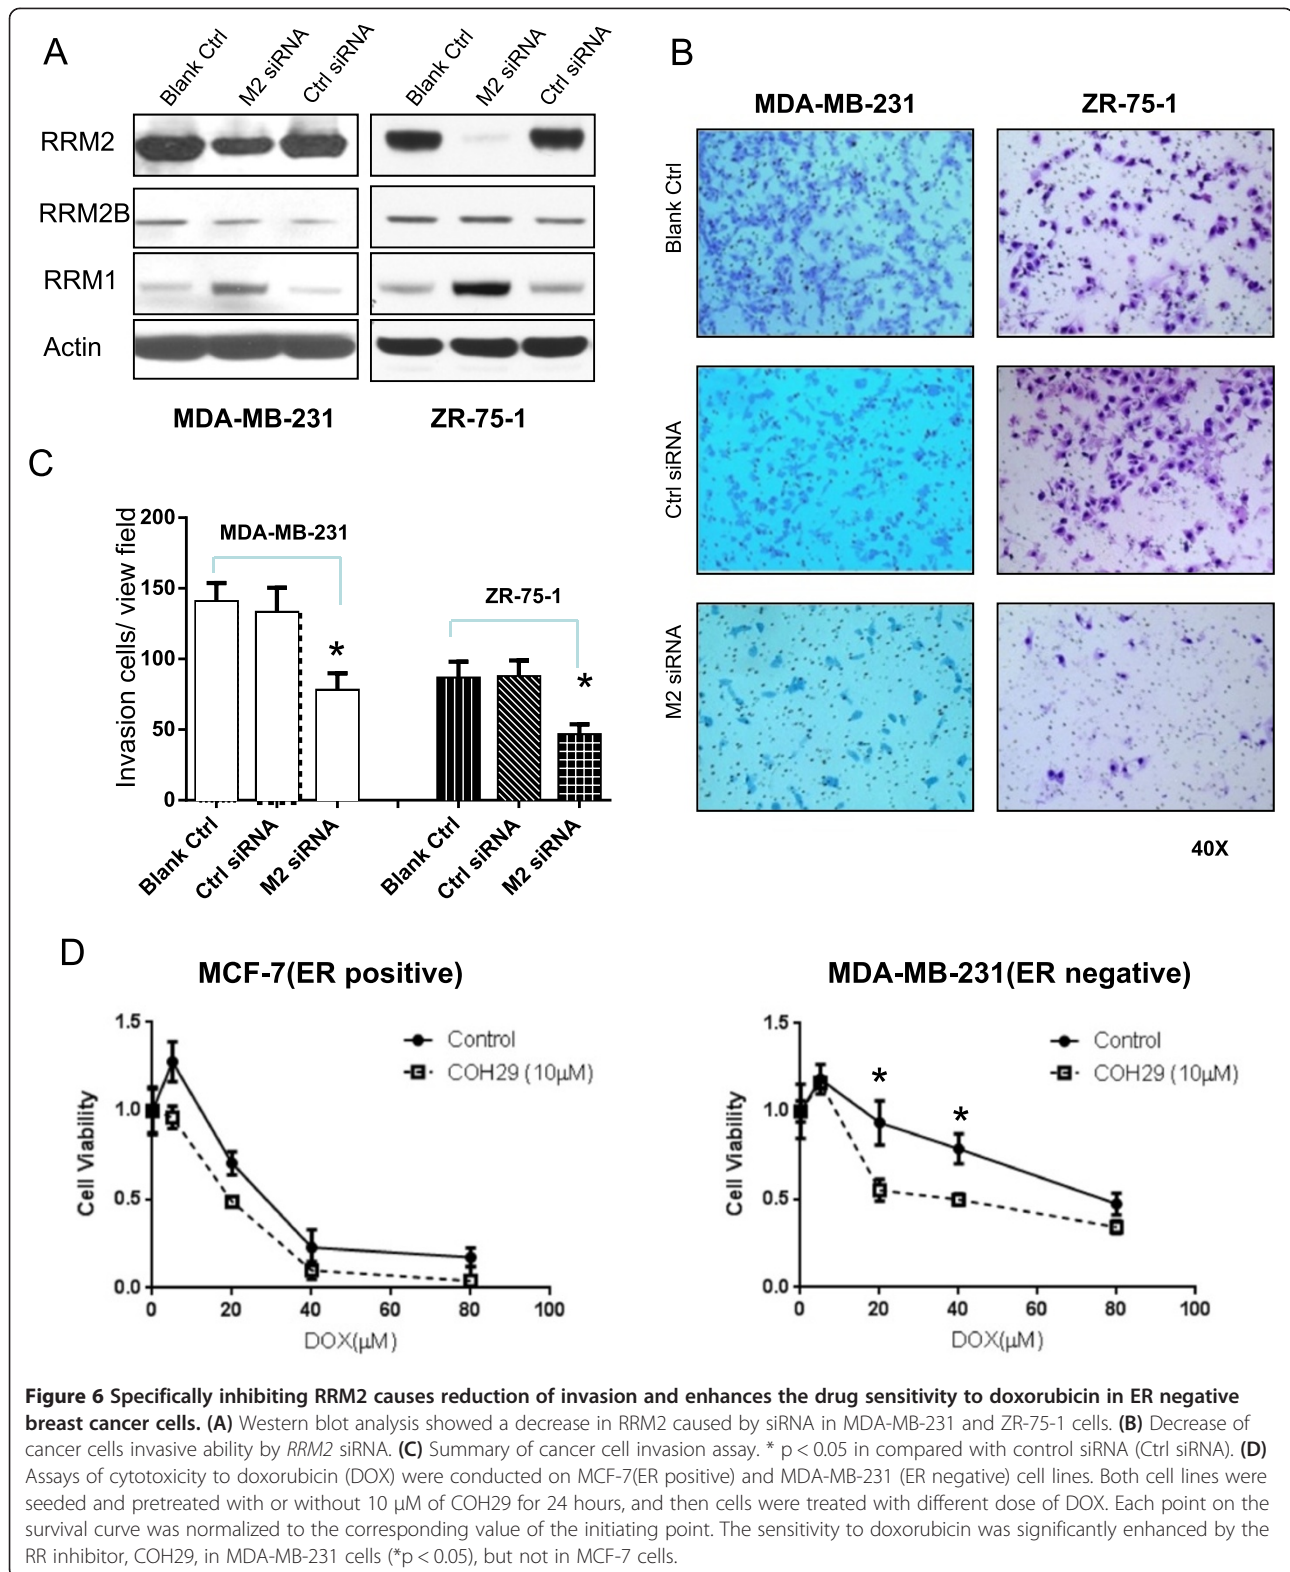 A
Blank Ctrl
M2 siRNA
Ctrl siRNA
Blank Ctrl
M2 siRNA
Ctrl siRNA
RRM2
RRM2B
RRM1
Actin
MDA-MB-231
ZR-75-1
B
MDA-MB-231
ZR-75-1
Blank Ctrl
Ctrl siRNA
M2 siRNA
40X
C
Invasion cells/ view field
200
150
100
50
0
MDA-MB-231
*
ZR-75-1
*
Blank Ctrl
Ctrl siRNA
M2 siRNA
Blank Ctrl
Ctrl siRNA
M2 siRNA
D
MCF-7(ER positive)
Cell Viability
1.5
1.0
0.5
0.0
Control
COH29 (10μM)
0 20 40 60 80 100
DOX(μM)
MDA-MB-231(ER negative)
Cell Viability
1.5
1.0
0.5
0.0
*
*
Control
COH29 (10μM)
0 20 40 60 80 100
DOX(μM)
Figure 6 Specifically inhibiting RRM2 causes reduction of invasion and enhances the drug sensitivity to doxorubicin in ER negative
breast cancer cells. (A) Western blot analysis showed a decrease in RRM2 caused by siRNA in MDA-MB-231 and ZR-75-1 cells. (B) Decrease of
cancer cells invasive ability by RRM2 siRNA. (C) Summary of cancer cell invasion assay. * p < 0.05 in compared with control siRNA (Ctrl siRNA). (D)
Assays of cytotoxicity to doxorubicin (DOX) were conducted on MCF-7(ER positive) and MDA-MB-231 (ER negative) cell lines. Both cell lines were
seeded and pretreated with or without 10 μM of COH29 for 24 hours, and then cells were treated with different dose of DOX. Each point on the
survival curve was normalized to the corresponding value of the initiating point. The sensitivity to doxorubicin was significantly enhanced by the
RR inhibitor, COH29, in MDA-MB-231 cells (*p < 0.05), but not in MCF-7 cells.